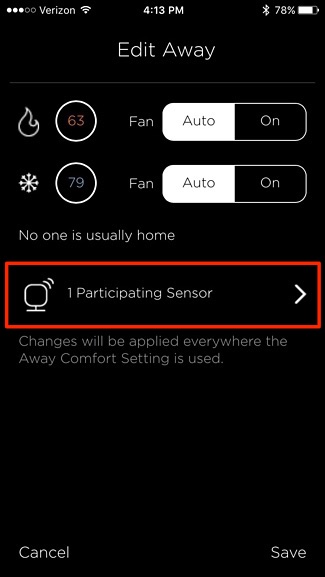 ●●●○○ Verizon 4:13 PM 78%
Edit Away
63 Fan Auto On
79 Fan Auto On
No one is usually home
1 Participating Sensor
Changes will be applied everywhere the
Away Comfort Setting is used.
Cancel Save